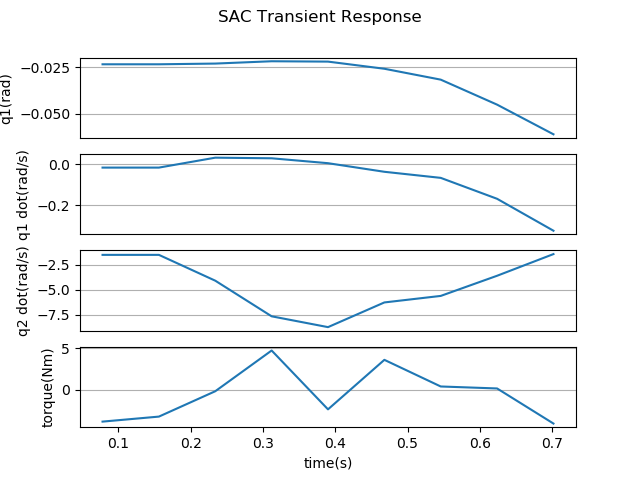 SAC Transient Response
q1(rad)
−0.025
−0.050
q1 dot(rad/s)
0.0
−0.2
q2 dot(rad/s)
−2.5
−5.0
−7.5
torque(Nm)
5
0
0.1 0.2 0.3 0.4 0.5 0.6 0.7
time(s)